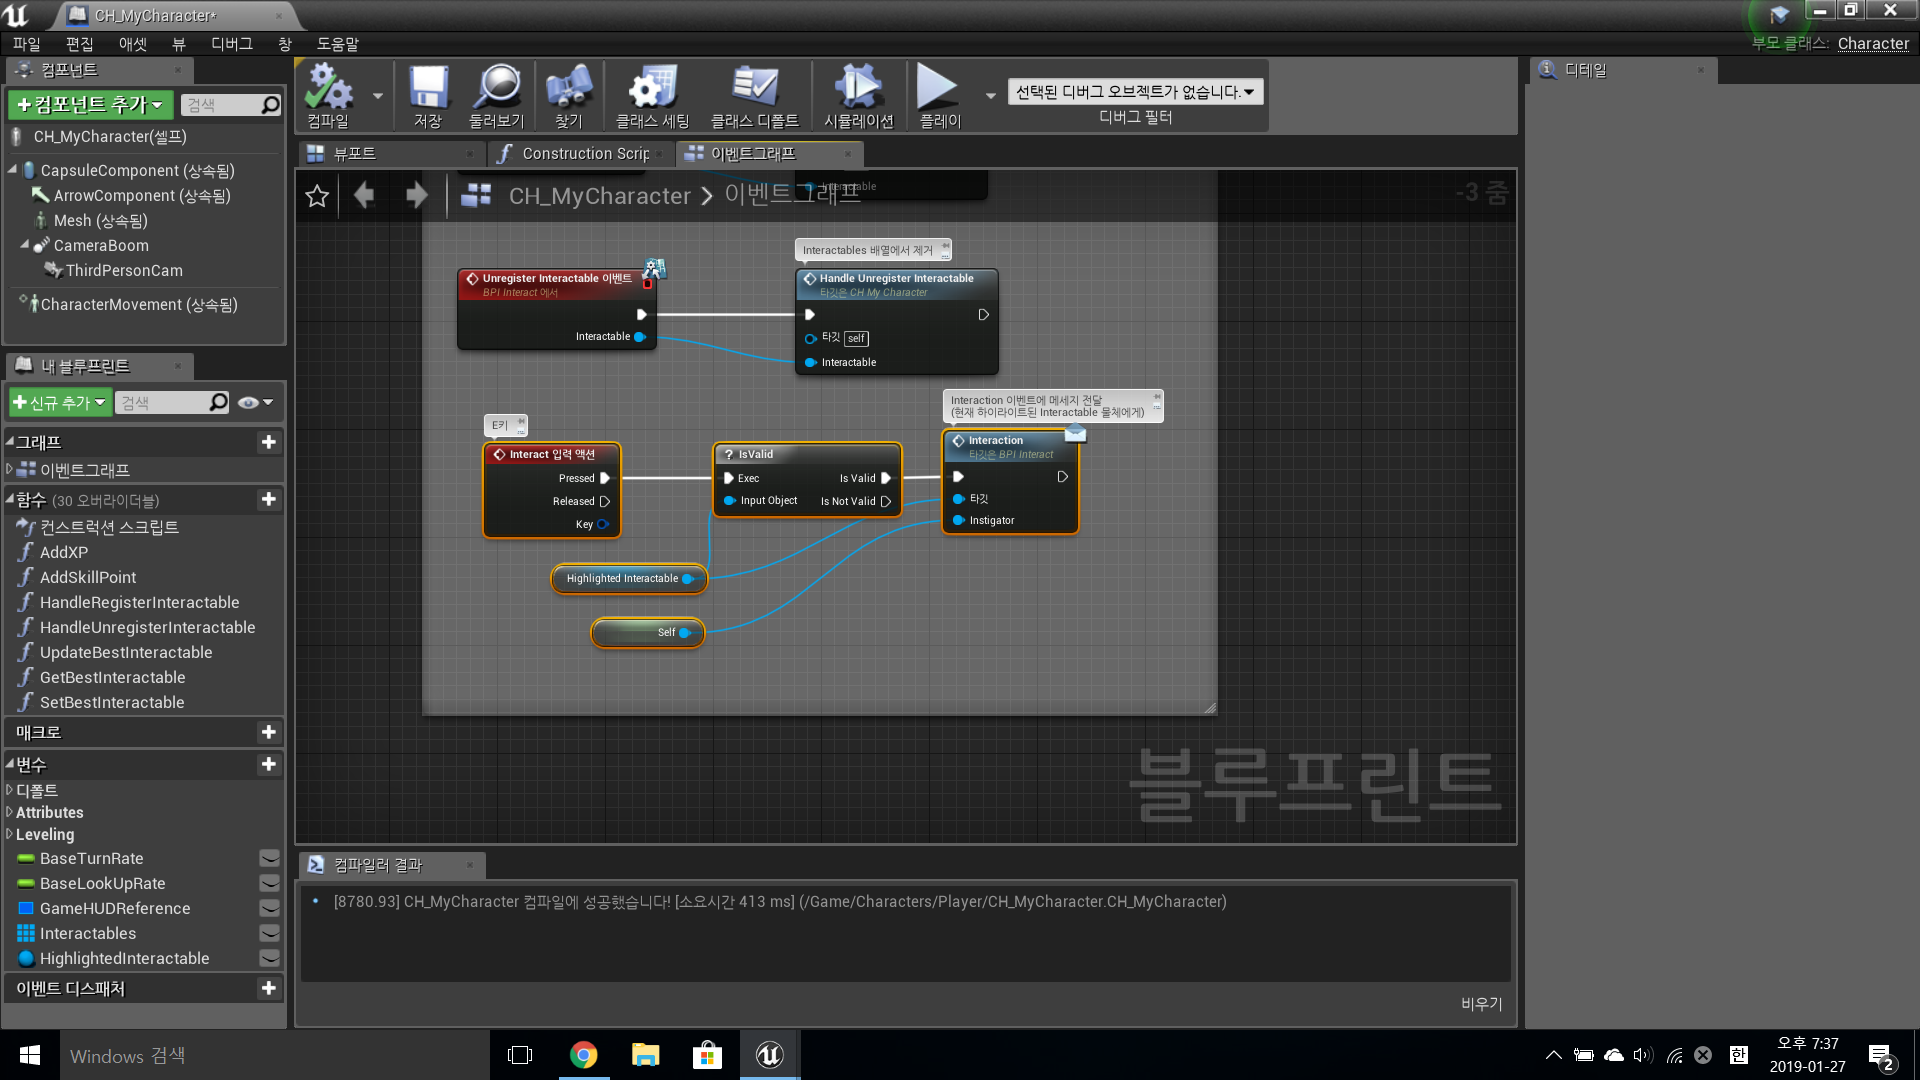 CH_MyCharacter*
파일 편집 애셋 뷰 디버그 창 도움말
부모 클래스: Character
컴포넌트
+컴포넌트 추가
검색
CH_MyCharacter(셀프)
CapsuleComponent (상속됨)
ArrowComponent (상속됨)
Mesh (상속됨)
CameraBoom
ThirdPersonCam
CharacterMovement (상속됨)
내 블루프린트
+신규 추가
검색
그래프
이벤트그래프
함수 (30 오버라이더블)
컨스트럭션 스크립트
AddXP
AddSkillPoint
HandleRegisterInteractable
HandleUnregisterInteractable
UpdateBestInteractable
GetBestInteractable
SetBestInteractable
매크로
변수
디폴트
Attributes
Leveling
BaseTurnRate
BaseLookUpRate
GameHUDReference
Interactables
HighlightedInteractable
이벤트 디스패처
컴파일
저장
둘러보기
찾기
클래스 세팅
클래스 디폴트
시뮬레이션
플레이
선택된 디버그 오브젝트가 없습니다.
디버그 필터
뷰포트
Construction Scrip
이벤트그래프
CH_MyCharacter > 이벤트그래프
-3 줌
Interactable
Unregister Interactable 이벤트
BPI Interact 에서
Interactable
Interactables 배열에서 제거
Handle Unregister Interactable
타깃은 CH My Character
타깃 self
Interactable
E키
Interact 입력 액션
Pressed
Released
Key
? IsValid
Exec
Is Valid
Input Object
Is Not Valid
Interaction 이벤트에 메세지 전달
(현재 하이라이트된 Interactable 물체에게)
Interaction
타깃은 BPI Interact
타깃
Instigator
Highlighted Interactable
Self
블루프린트
컴파일러 결과
[8780.93] CH_MyCharacter 컴파일에 성공했습니다! [소요시간 413 ms] (/Game/Characters/Player/CH_MyCharacter.CH_MyCharacter)
비우기
디테일
Windows 검색
한
오후 7:37
2019-01-27
2